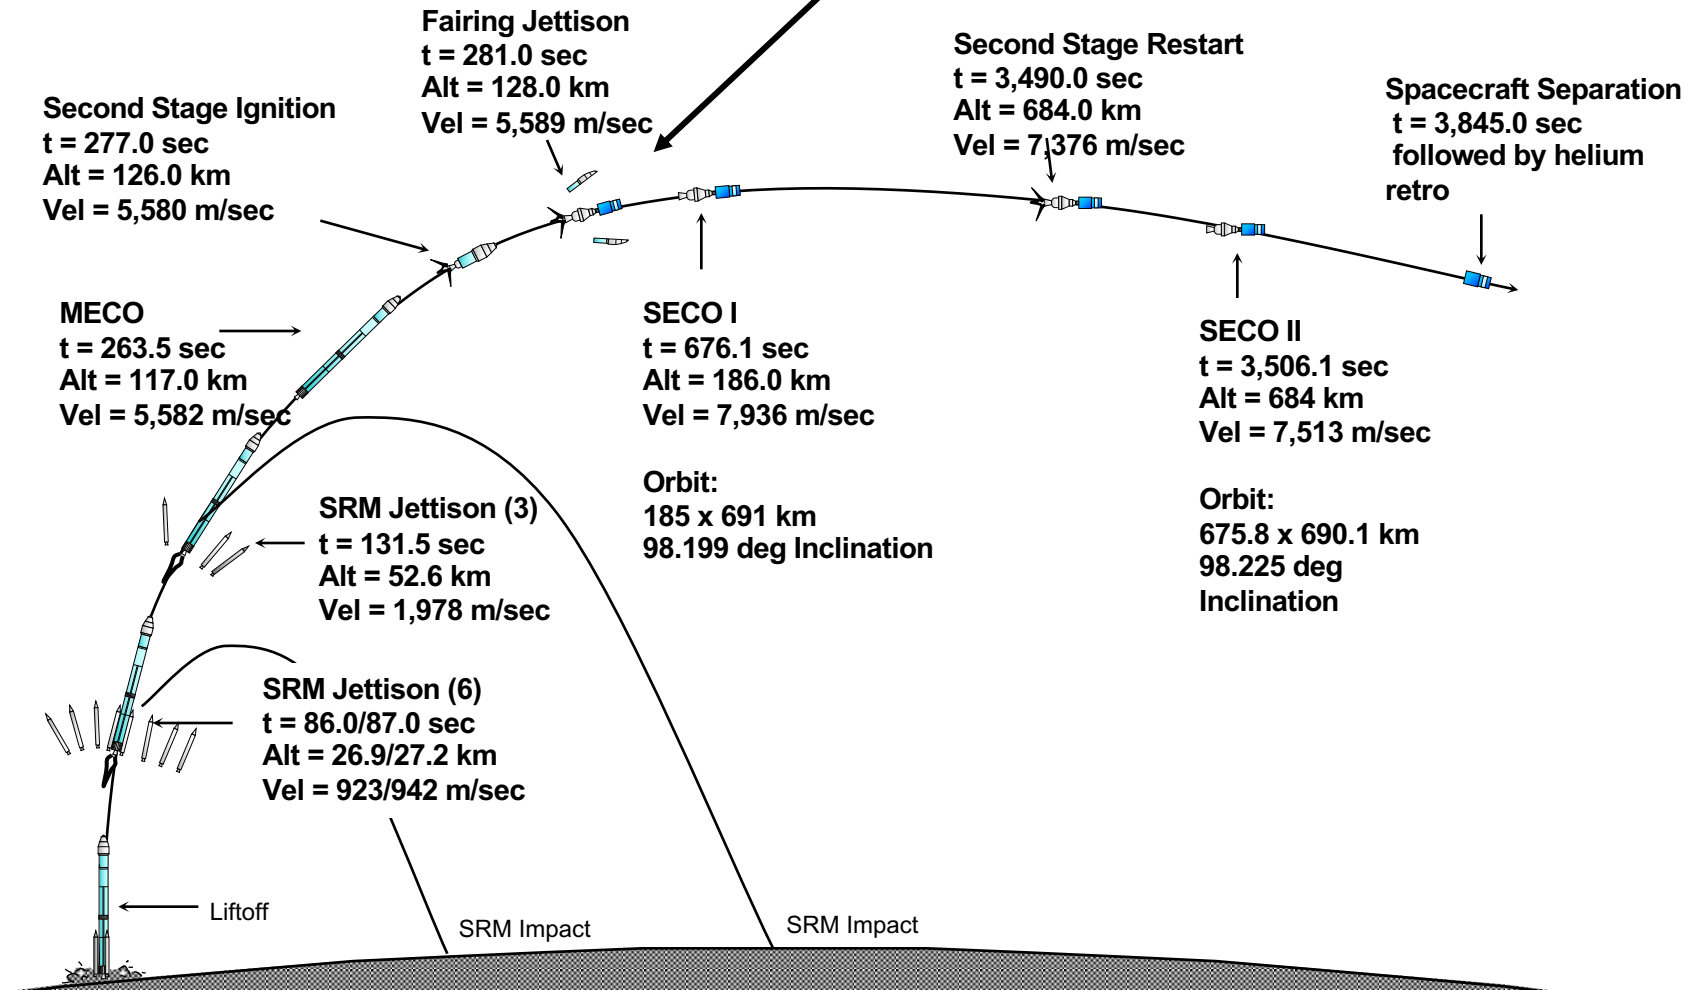 Fairing Jettison
t = 281.0 sec
Alt = 128.0 km
Vel = 5,589 m/sec
Second Stage Restart
t = 3,490.0 sec
Alt = 684.0 km
Vel = 7,376 m/sec
Spacecraft Separation
t = 3,845.0 sec
followed by helium
retro
Second Stage Ignition
t = 277.0 sec
Alt = 126.0 km
Vel = 5,580 m/sec
MECO
t = 263.5 sec
Alt = 117.0 km
Vel = 5,582 m/sec
SECO I
t = 676.1 sec
Alt = 186.0 km
Vel = 7,936 m/sec
Orbit:
185 x 691 km
98.199 deg Inclination
SECO II
t = 3,506.1 sec
Alt = 684 km
Vel = 7,513 m/sec
Orbit:
675.8 x 690.1 km
98.225 deg
Inclination
SRM Jettison (3)
t = 131.5 sec
Alt = 52.6 km
Vel = 1,978 m/sec
SRM Jettison (6)
t = 86.0/87.0 sec
Alt = 26.9/27.2 km
Vel = 923/942 m/sec
Liftoff
SRM Impact
SRM Impact